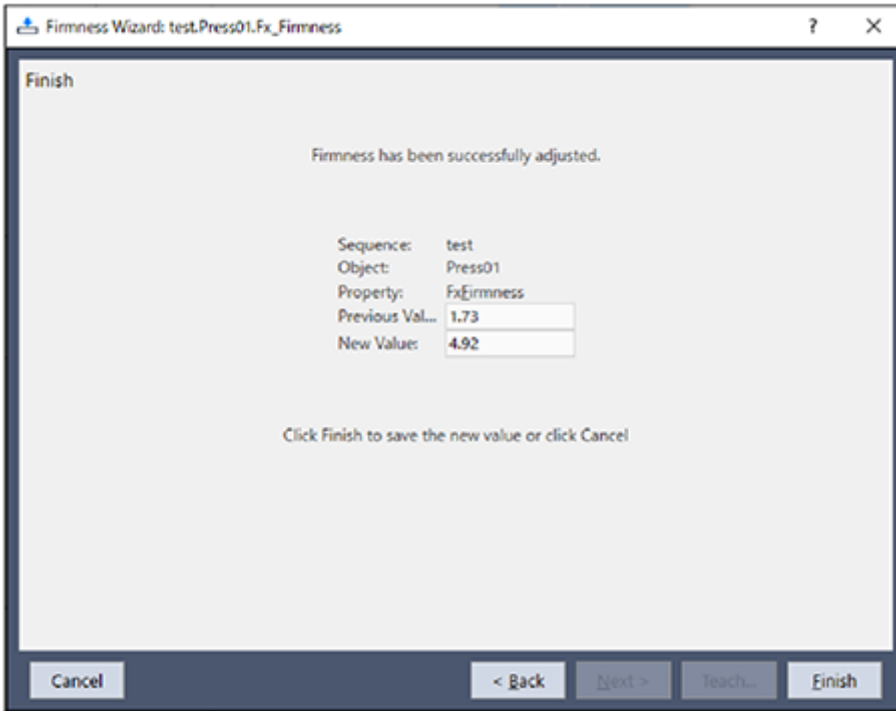 Firmness Wizard: test.Press01.Fx_Firmness ? ×
Finish
Firmness has been successfully adjusted.
Sequence: test
Object: Press01
Property: FxFirmness
Previous Val... 1.73
New Value: 4.92
Click Finish to save the new value or click Cancel
Cancel < Back Next > Teach... Finish